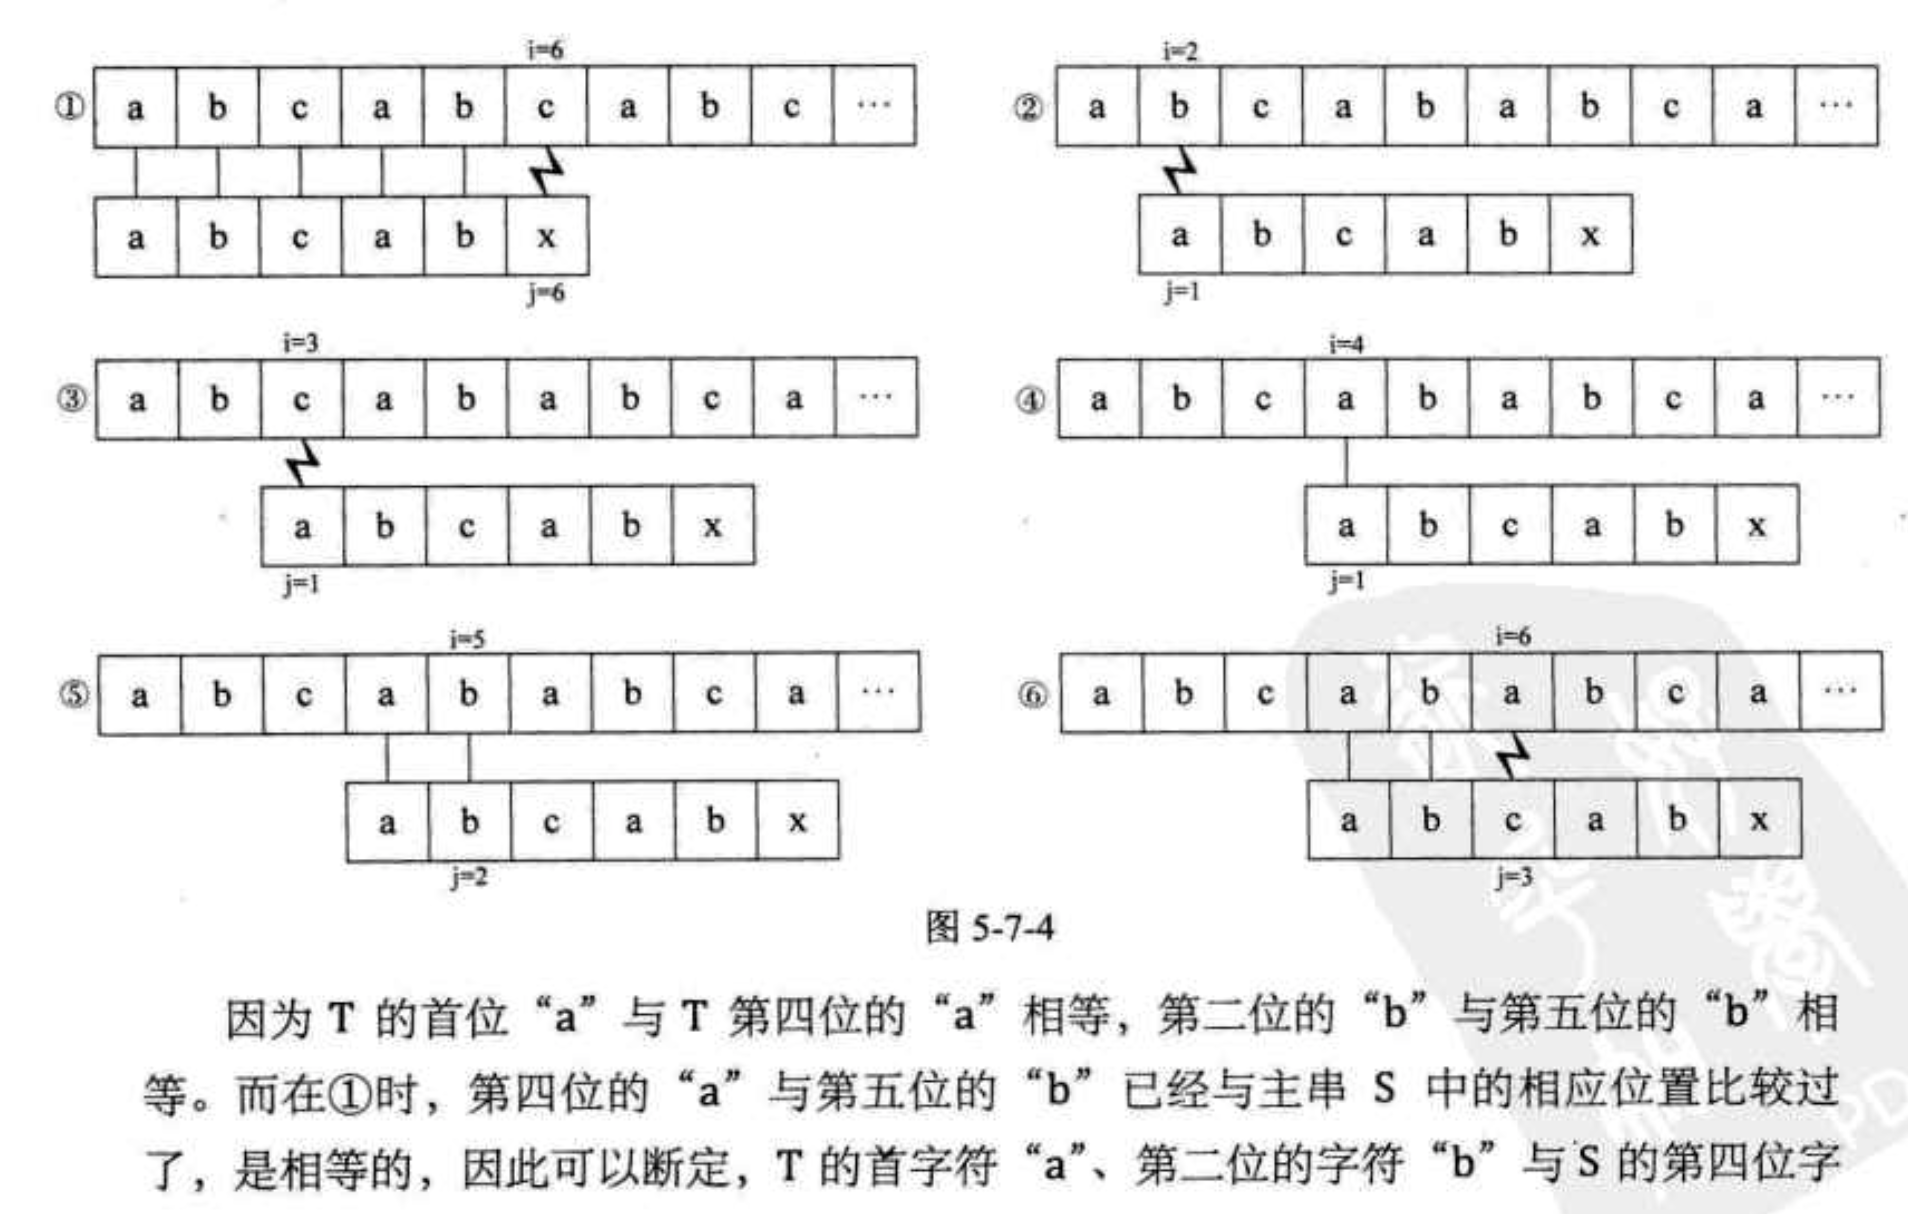 i=6
① a b c a b c a b c …
a b c a b x
j=6
i=2
② a b c a b a b c a …
a b c a b x
j=1
i=3
③ a b c a b a b c a …
a b c a b x
j=1
i=4
④ a b c a b a b c a …
a b c a b x
j=1
i=5
⑤ a b c a b a b c a …
a b c a b x
j=2
i=6
⑥ a b c a b a b c a …
a b c a b x
j=3
图 5-7-4
因为 T 的首位“a”与 T 第四位的“a”相等，第二位的“b”与第五位的“b”相
等。而在①时，第四位的“a”与第五位的“b”已经与主串 S 中的相应位置比较过
了，是相等的，因此可以断定，T 的首字符“a”、第二位的字符“b”与 S 的第四位字